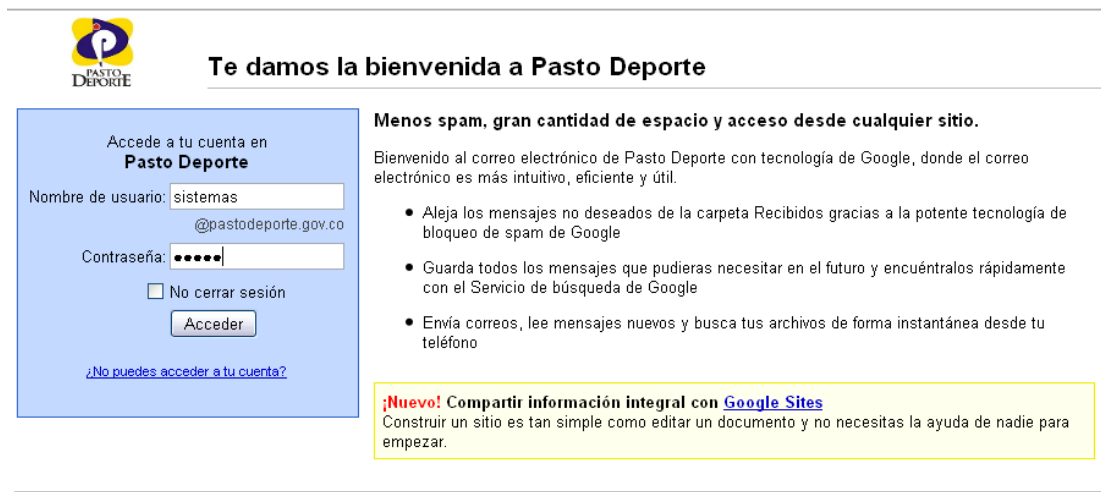 PASTO
DEPORTE
Te damos la bienvenida a Pasto Deporte
Accede a tu cuenta en
Pasto Deporte
Nombre de usuario: sistemas
@pastodeporte.gov.co
Contraseña: •••••
No cerrar sesión
Acceder
¿No puedes acceder a tu cuenta?
Menos spam, gran cantidad de espacio y acceso desde cualquier sitio.
Bienvenido al correo electrónico de Pasto Deporte con tecnología de Google, donde el correo
electrónico es más intuitivo, eficiente y útil.
• Aleja los mensajes no deseados de la carpeta Recibidos gracias a la potente tecnología de
bloqueo de spam de Google
• Guarda todos los mensajes que pudieras necesitar en el futuro y encuéntralos rápidamente
con el Servicio de búsqueda de Google
• Envía correos, lee mensajes nuevos y busca tus archivos de forma instantánea desde tu
teléfono
¡Nuevo! Compartir información integral con Google Sites
Construir un sitio es tan simple como editar un documento y no necesitas la ayuda de nadie para
empezar.